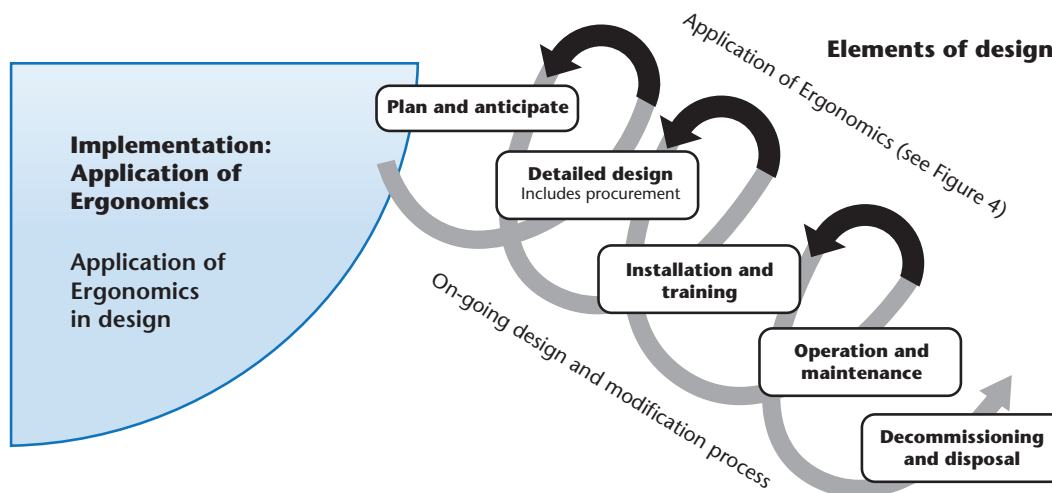 Elements of design
Application of Ergonomics (see Figure 4)
Implementation:
Application of
Ergonomics
Application of
Ergonomics
in design
Plan and anticipate
Detailed design
Includes procurement
Installation and
training
Operation and
maintenance
Decommissioning
and disposal
On-going design and modification process